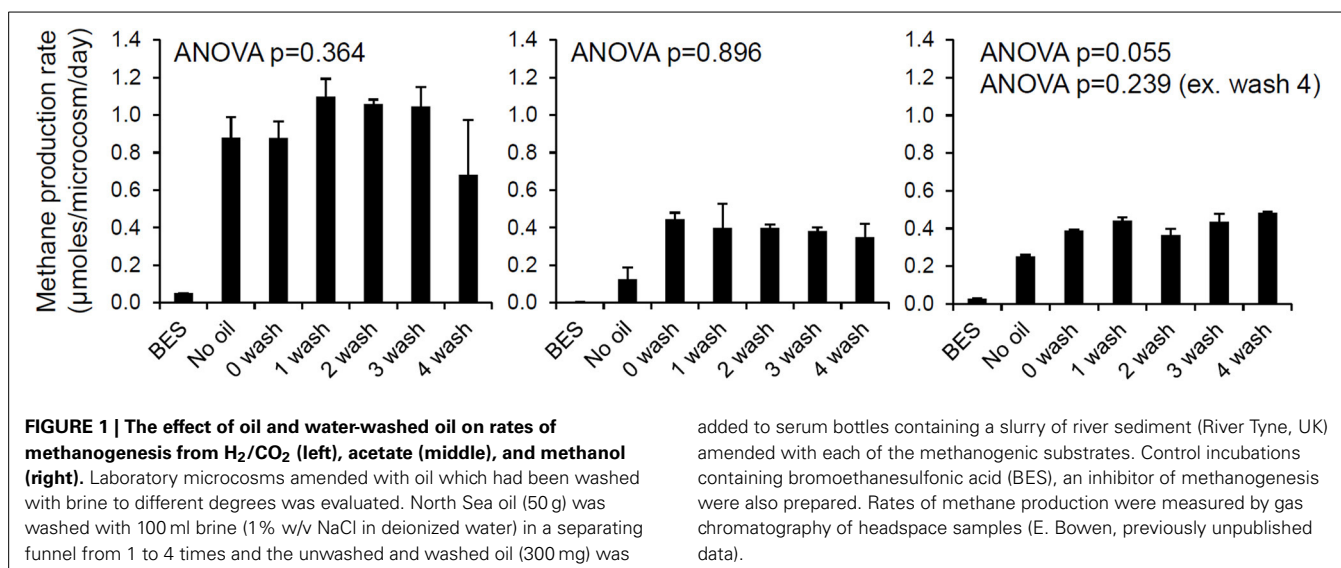 Methane production rate
(µmoles/microcosm/day)
1.4
1.2
1.0
0.8
0.6
0.4
0.2
0.0
ANOVA p=0.364
BES
No oil
0 wash
1 wash
2 wash
3 wash
4 wash
1.4
1.2
1.0
0.8
0.6
0.4
0.2
0.0
ANOVA p=0.896
BES
No oil
0 wash
1 wash
2 wash
3 wash
4 wash
1.4
1.2
1.0
0.8
0.6
0.4
0.2
0.0
ANOVA p=0.055
ANOVA p=0.239 (ex. wash 4)
BES
No oil
0 wash
1 wash
2 wash
3 wash
4 wash
FIGURE 1 | The effect of oil and water-washed oil on rates of
methanogenesis from H₂/CO₂ (left), acetate (middle), and methanol
(right). Laboratory microcosms amended with oil which had been washed
with brine to different degrees was evaluated. North Sea oil (50 g) was
washed with 100 ml brine (1% w/v NaCl in deionized water) in a separating
funnel from 1 to 4 times and the unwashed and washed oil (300 mg) was
added to serum bottles containing a slurry of river sediment (River Tyne, UK)
amended with each of the methanogenic substrates. Control incubations
containing bromoethanesulfonic acid (BES), an inhibitor of methanogenesis
were also prepared. Rates of methane production were measured by gas
chromatography of headspace samples (E. Bowen, previously unpublished
data).